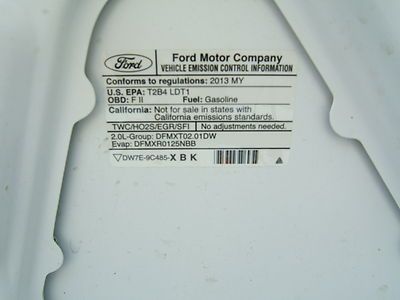 Ford
Ford Motor Company
VEHICLE EMISSION CONTROL INFORMATION
Conforms to regulations: 2013 MY
U.S. EPA: T2B4 LDT1
OBD: F II Fuel: Gasoline
California: Not for sale in states with
California emissions standards.
TWC/HO2S/EGR/SFI No adjustments needed.
2.0L-Group: DFMXT02.01DW
Evap: DFMXR0125NBB
DW7E-9C485-X B K